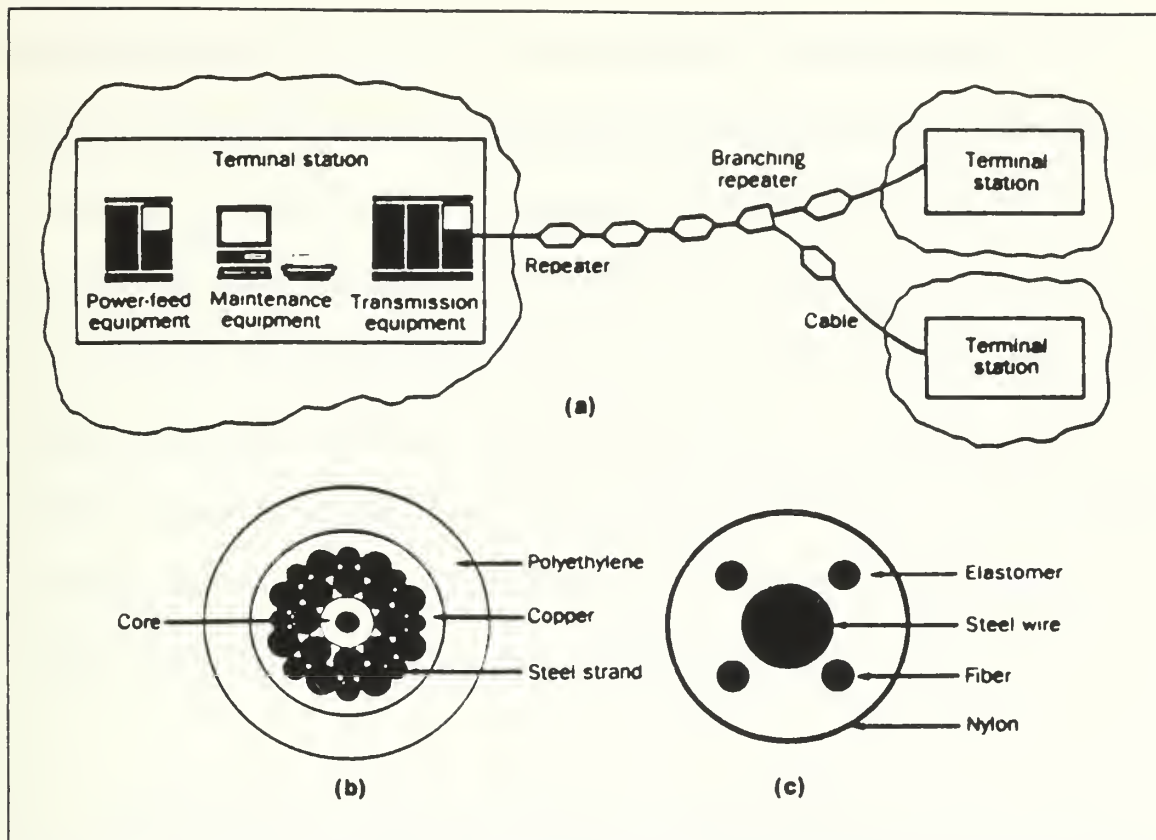 Terminal station
Power-feed
equipment
Maintenance
equipment
Transmission
equipment
Repeater
Branching
repeater
Cable
Terminal
station
Terminal
station
(a)
Core
Polyethylene
Copper
Steel strand
(b)
Elastomer
Steel wire
Fiber
Nylon
(c)